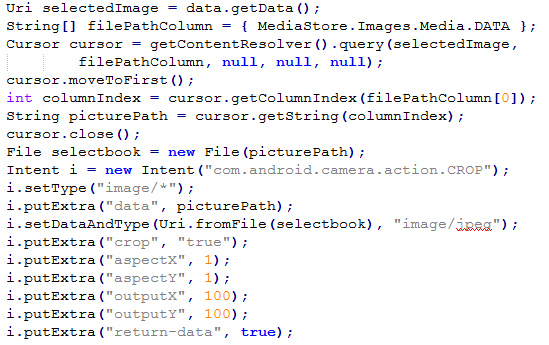 Uri selectedImage = data.getData();
String[] filePathColumn = { MediaStore.Images.Media.DATA };
Cursor cursor = getContentResolver().query(selectedImage,
filePathColumn, null, null, null);
cursor.moveToFirst();
int columnIndex = cursor.getColumnIndex(filePathColumn[0]);
String picturePath = cursor.getString(columnIndex);
cursor.close();
File selectbook = new File(picturePath);
Intent i = new Intent("com.android.camera.action.CROP");
i.setType("image/*");
i.putExtra("data", picturePath);
i.setDataAndType(Uri.fromFile(selectbook), "image/jpeg");
i.putExtra("crop", "true");
i.putExtra("aspectX", 1);
i.putExtra("aspectY", 1);
i.putExtra("outputX", 100);
i.putExtra("outputY", 100);
i.putExtra("return-data", true);